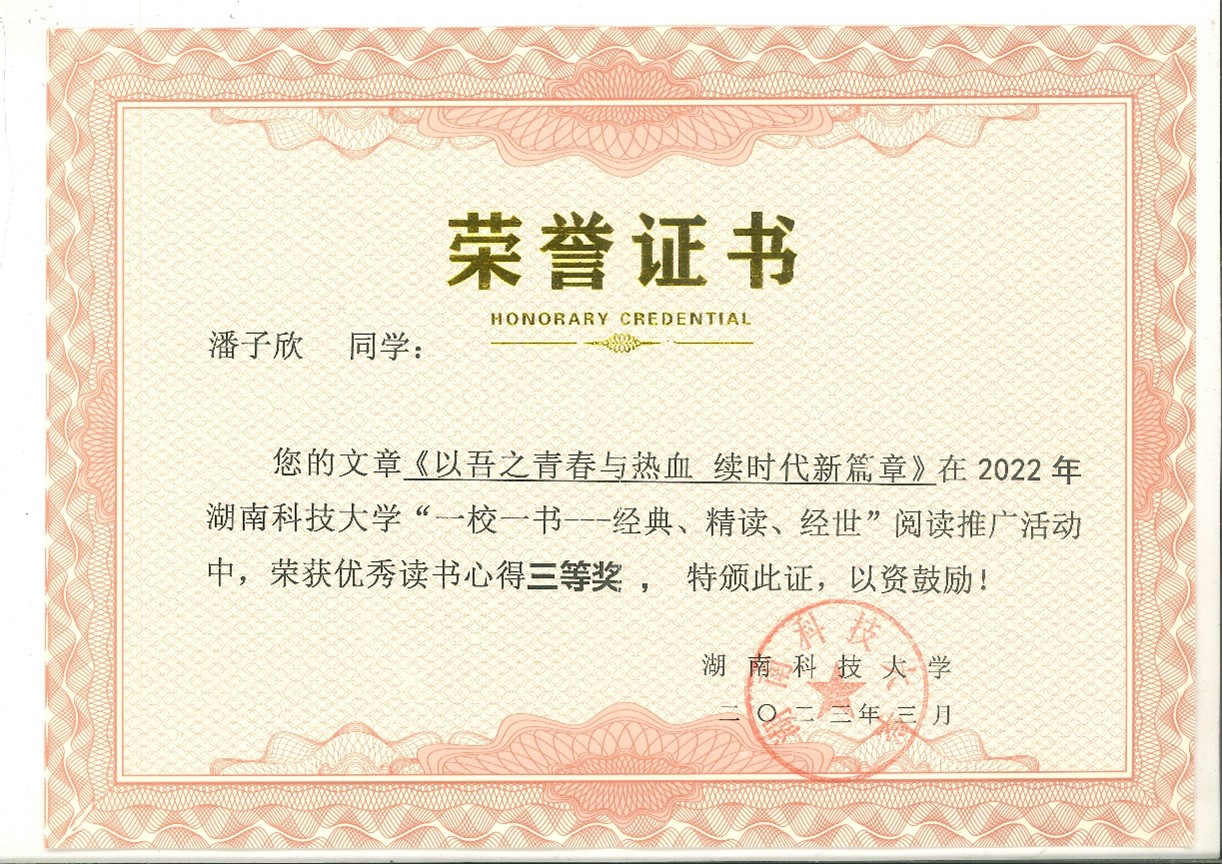 荣誉证书
HONORARY CREDENTIAL
潘子欣 同学：
您的文章《以吾之青春与热血 续时代新篇章》在 2022 年
湖南科技大学“一校一书---经典、精读、经世”阅读推广活动
中，荣获优秀读书心得三等奖， 特颁此证，以资鼓励！
湖南科技大学
湖南科技大学
二〇二三年三月